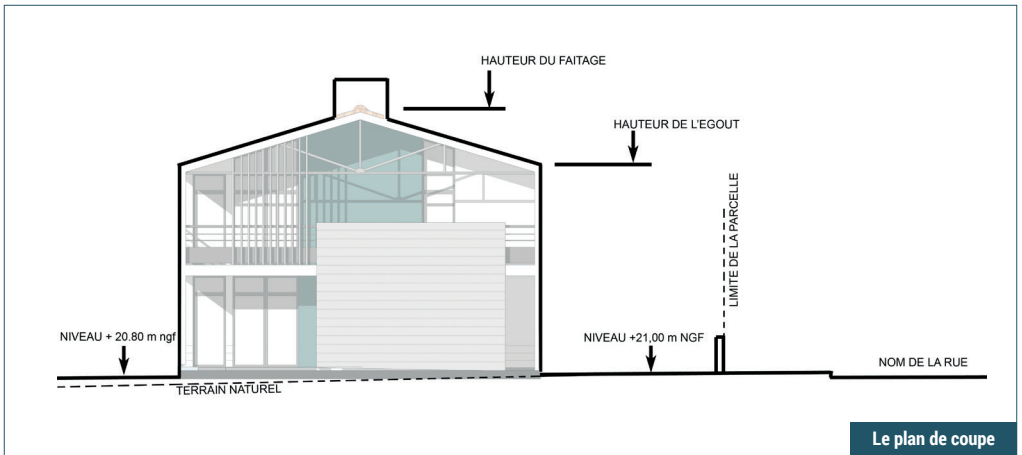 HAUTEUR DU FAITAGE
HAUTEUR DE L'EGOUT
LIMITE DE LA PARCELLE
NIVEAU + 20.80 m ngf
NIVEAU +21,00 m NGF
NOM DE LA RUE
TERRAIN NATUREL
Le plan de coupe